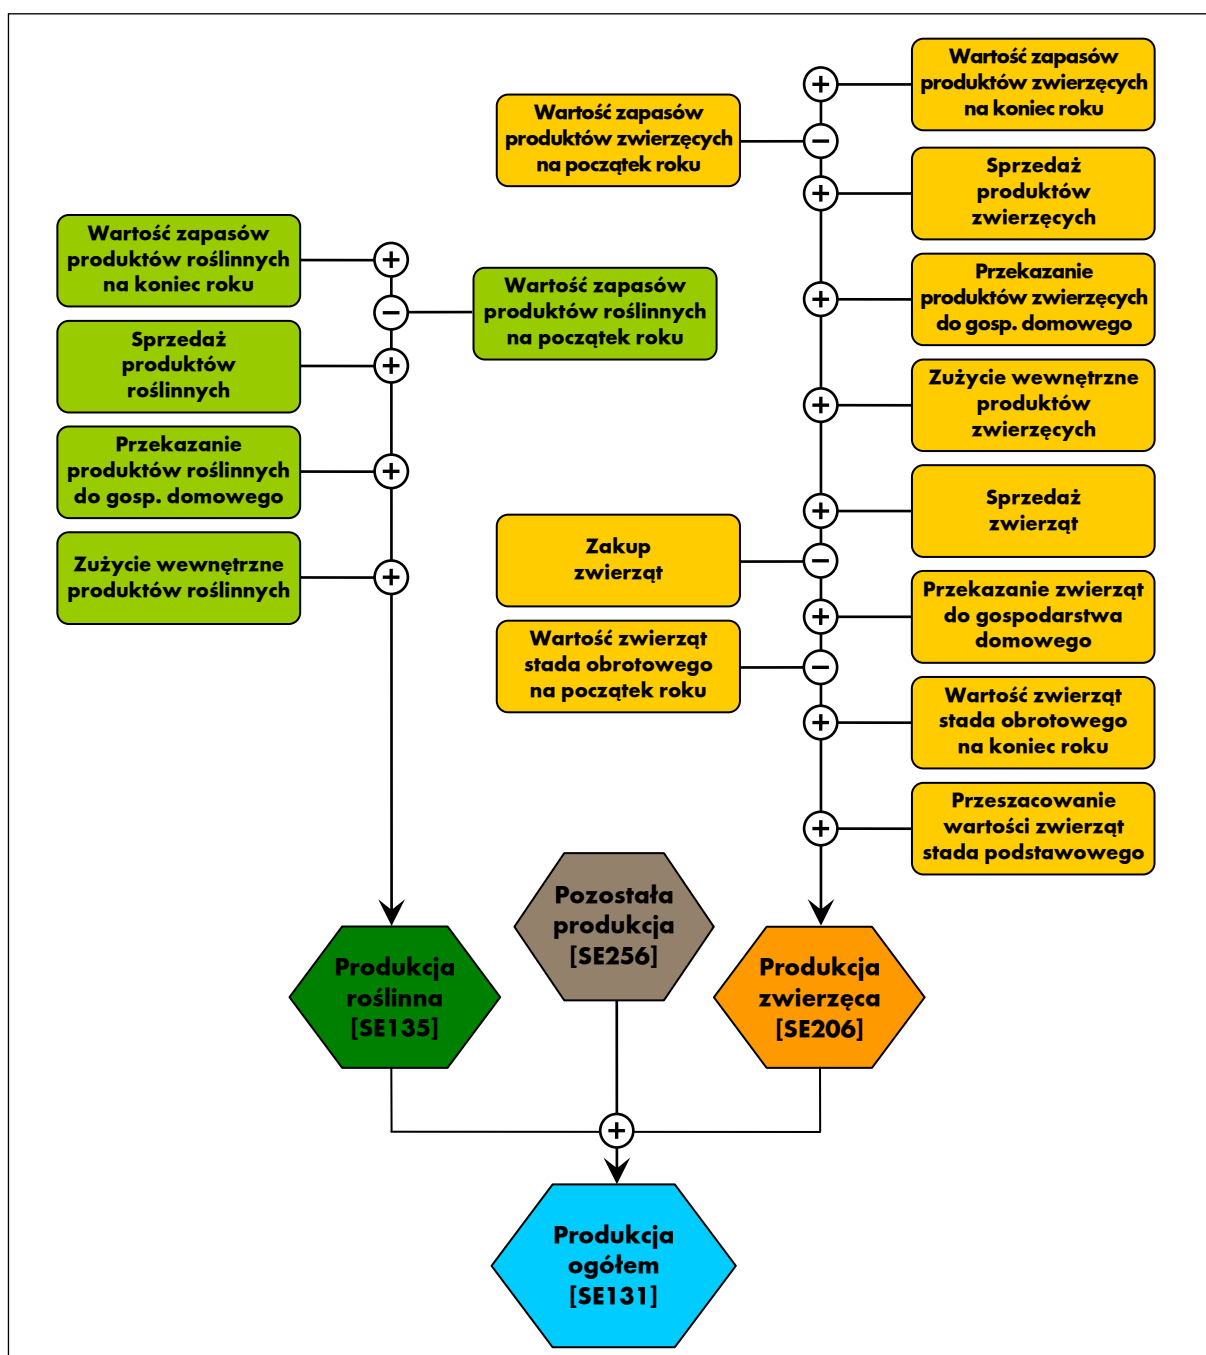 Wartość zapasów
produktów zwierzęcych
na koniec roku
Wartość zapasów
produktów zwierzęcych
na początek roku
Sprzedaż
produktów
zwierzęcych
Wartość zapasów
produktów roślinnych
na koniec roku
Wartość zapasów
produktów roślinnych
na początek roku
Przekazanie
produktów zwierzęcych
do gosp. domowego
Sprzedaż
produktów
roślinnych
Zużycie wewnętrzne
produktów
zwierzęcych
Przekazanie
produktów roślinnych
do gosp. domowego
Sprzedaż
zwierząt
Zużycie wewnętrzne
produktów roślinnych
Zakup
zwierząt
Przekazanie zwierząt
do gospodarstwa
domowego
Wartość zwierząt
stada obrotowego
na początek roku
Wartość zwierząt
stada obrotowego
na koniec roku
Przeszacowanie
wartości zwierząt
stada podstawowego
Produkcja
roślinna
[SE135]
Pozostała
produkcja
[SE256]
Produkcja
zwierzęca
[SE206]
Produkcja
ogółem
[SE131]